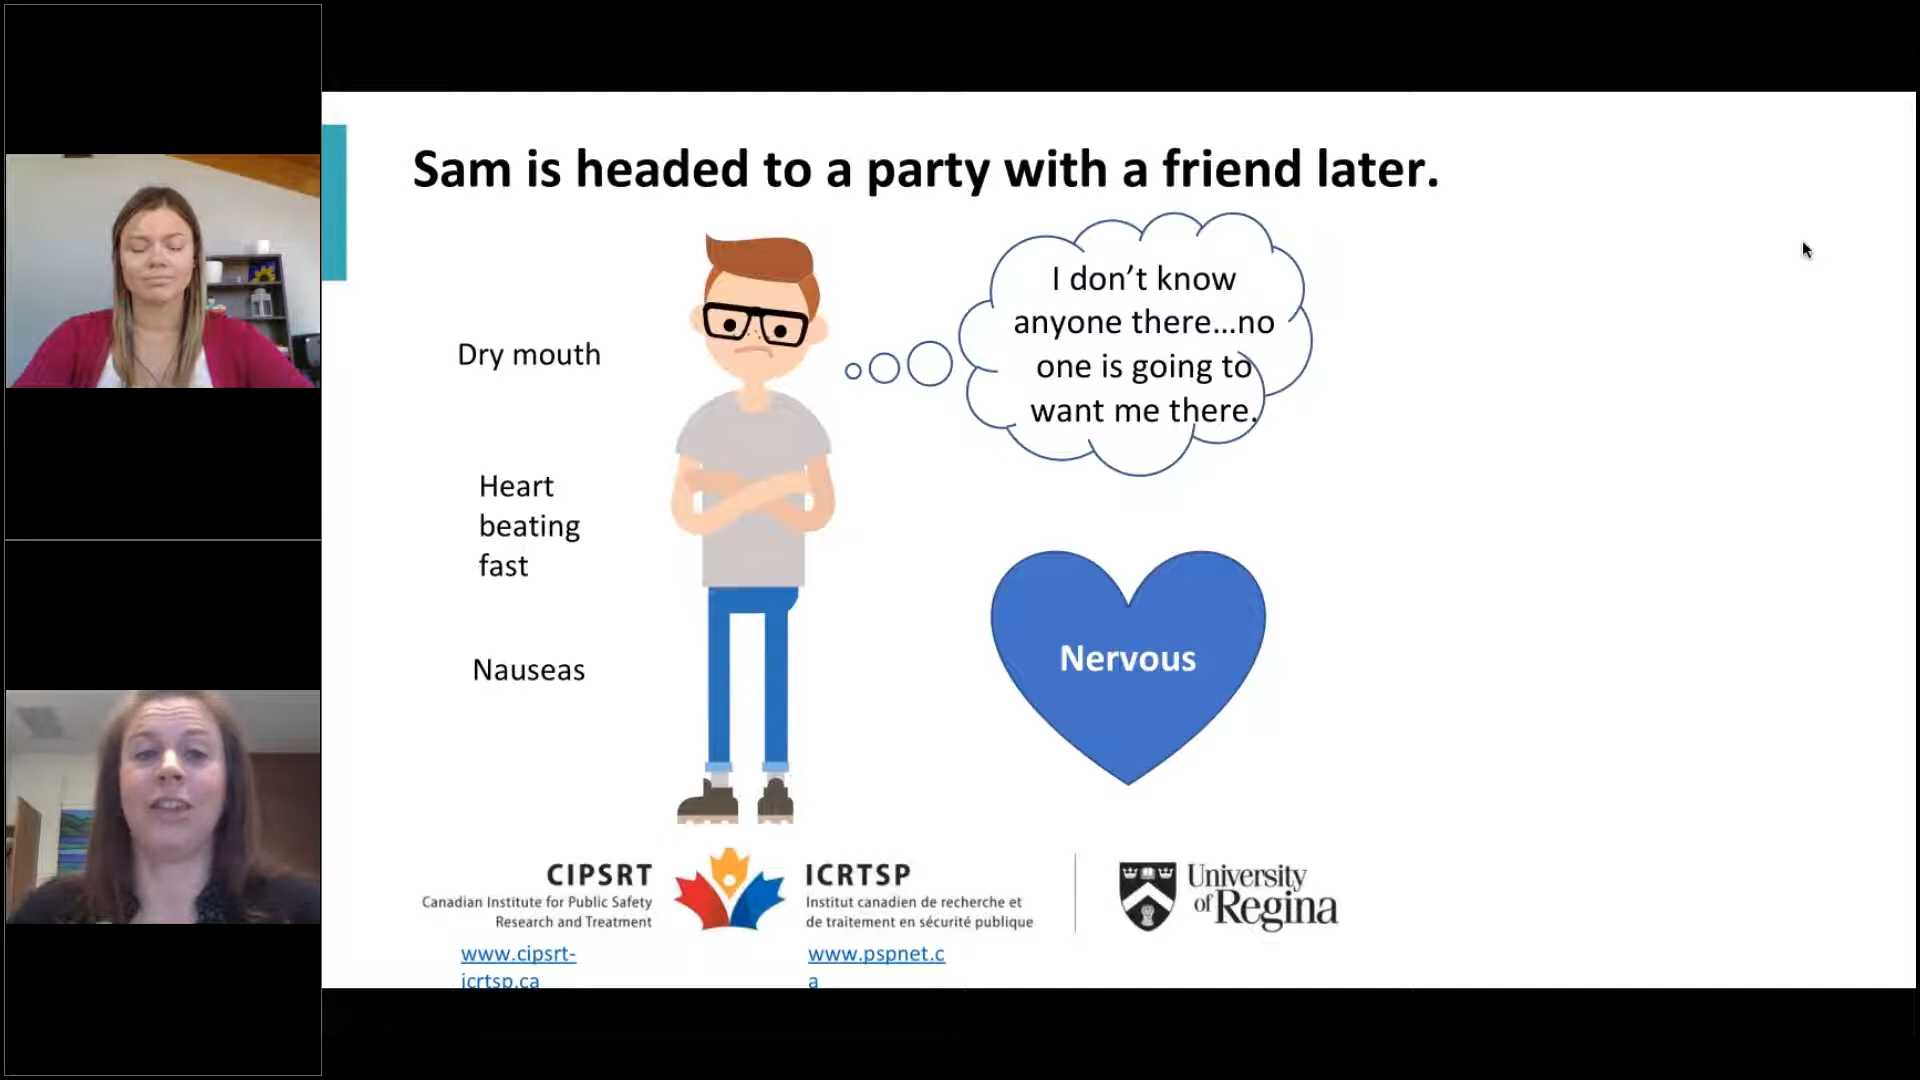 Sam is headed to a party with a friend later.
I don’t know
anyone there...no
one is going to
want me there.
Dry mouth
Heart
beating
fast
Nauseas
Nervous
CIPSRT
Canadian Institute for Public Safety
Research and Treatment
ICRTSP
Institut canadien de recherche et
de traitement en sécurité publique
University
of Regina
www.cipsrt-
icrtsp.ca
www.pspnet.c
a